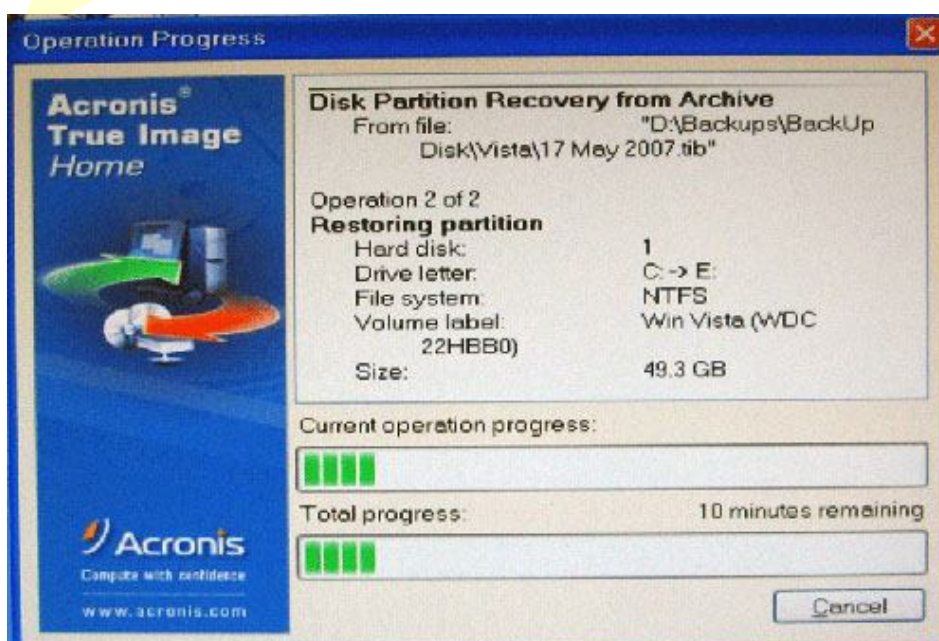 Operation Progress
Acronis®
True Image
Home
Disk Partition Recovery from Archive
From file: "D:\Backups\BackUp
Disk\Vista\17 May 2007.tib"
Operation 2 of 2
Restoring partition
Hard disk: 1
Drive letter: C: -> E:
File system: NTFS
Volume label: Win Vista (WDC
22HBB0)
Size: 49.3 GB
Current operation progress:
Total progress: 10 minutes remaining
Acronis
Compute with confidence
www.acronis.com
Cancel